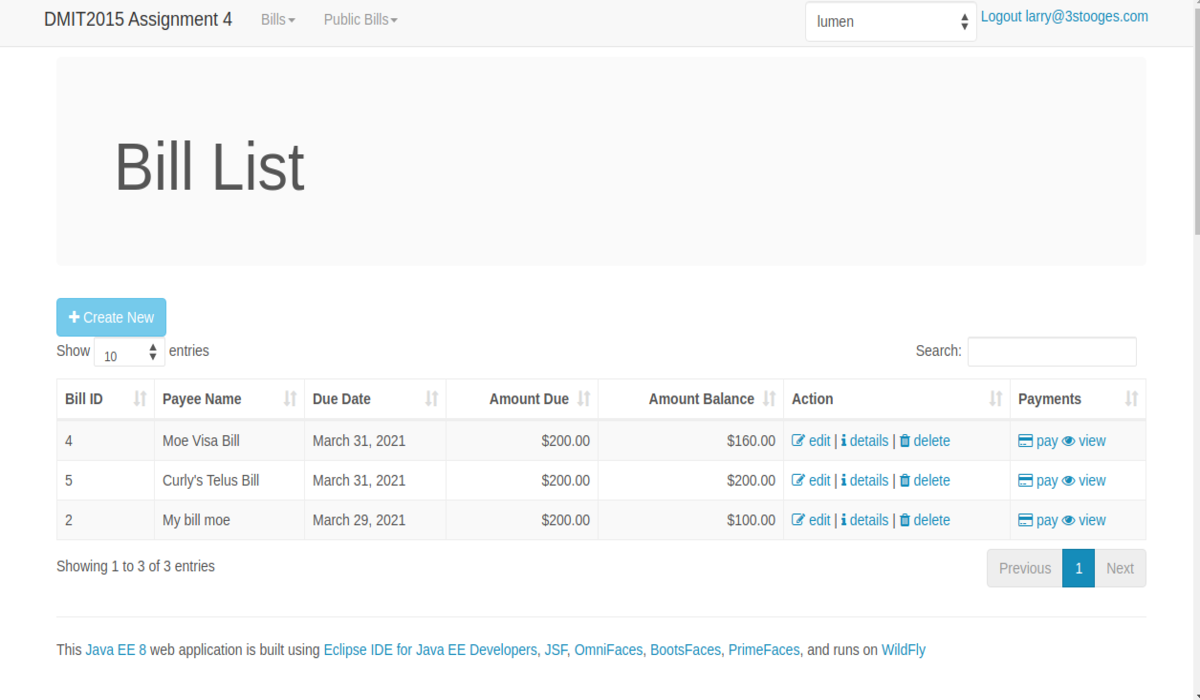 DMIT2015 Assignment 4 Bills Public Bills lumen Logout larry@3stooges.com
Bill List
Create New
Show 10 entries Search:
Bill ID Payee Name Due Date Amount Due Amount Balance Action Payments
4 Moe Visa Bill March 31, 2021 $200.00 $160.00 edit | details | delete pay view
5 Curly's Telus Bill March 31, 2021 $200.00 $200.00 edit | details | delete pay view
2 My bill moe March 29, 2021 $200.00 $100.00 edit | details | delete pay view
Showing 1 to 3 of 3 entries Previous 1 Next
This Java EE 8 web application is built using Eclipse IDE for Java EE Developers, JSF, OmniFaces, BootsFaces, PrimeFaces, and runs on WildFly